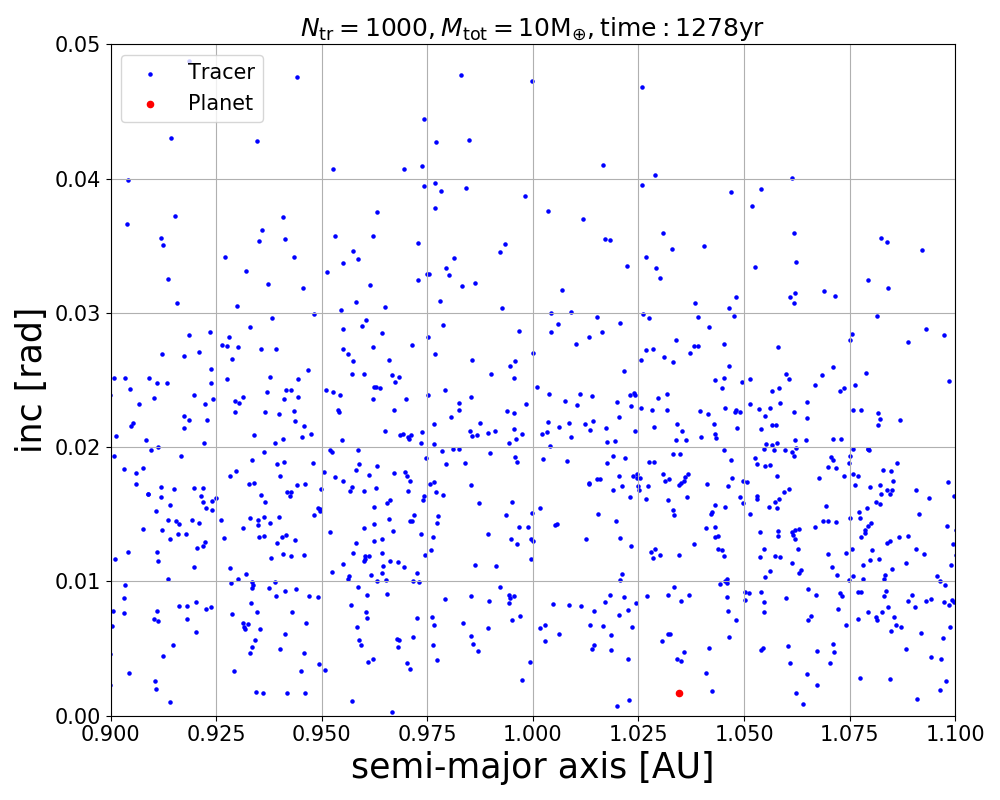 N_tr = 1000, M_tot = 10M_⊕, time : 1278yr
Tracer
Planet
inc [rad]
0.05
0.04
0.03
0.02
0.01
0.00
0.900 0.925 0.950 0.975 1.000 1.025 1.050 1.075 1.100
semi-major axis [AU]